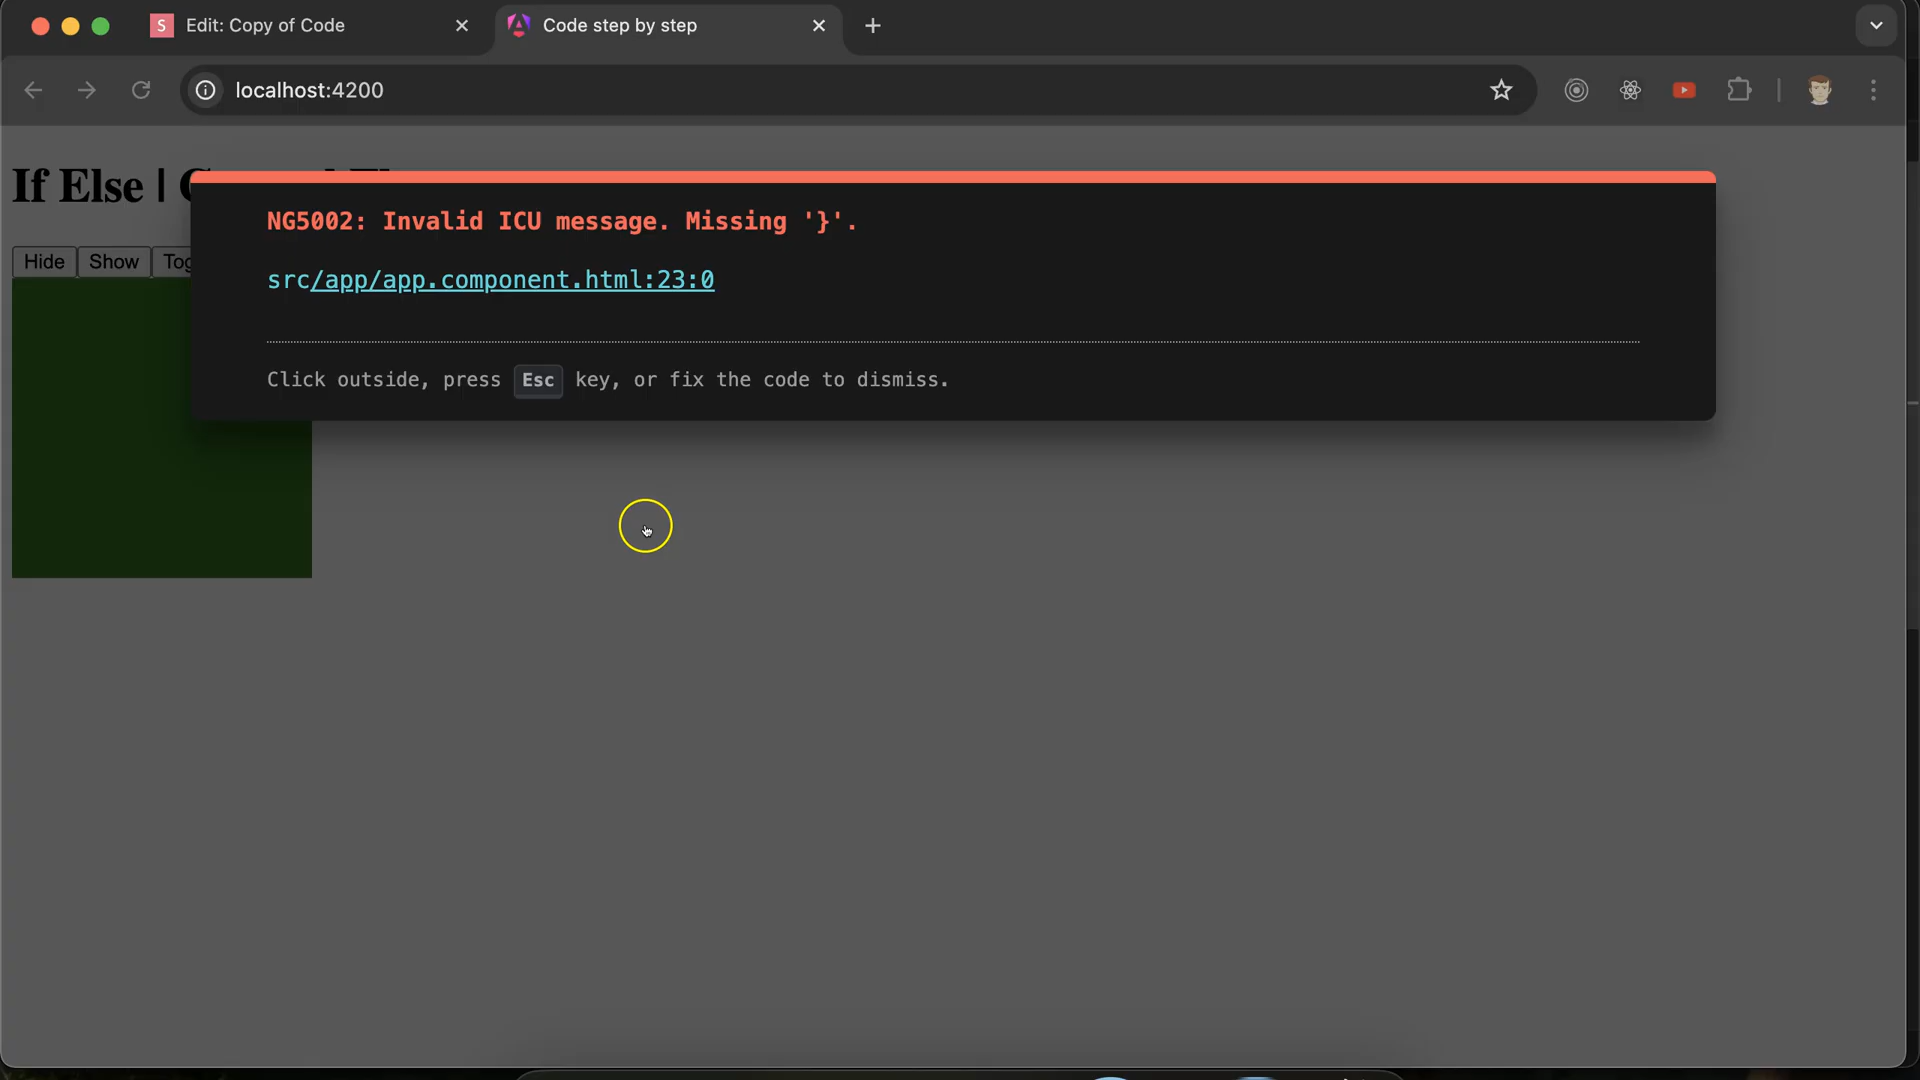 Edit: Copy of Code
Code step by step
localhost:4200
If Else |
NG5002: Invalid ICU message. Missing '}'.
src/app/app.component.html:23:0
Hide Show Tog
Click outside, press Esc key, or fix the code to dismiss.